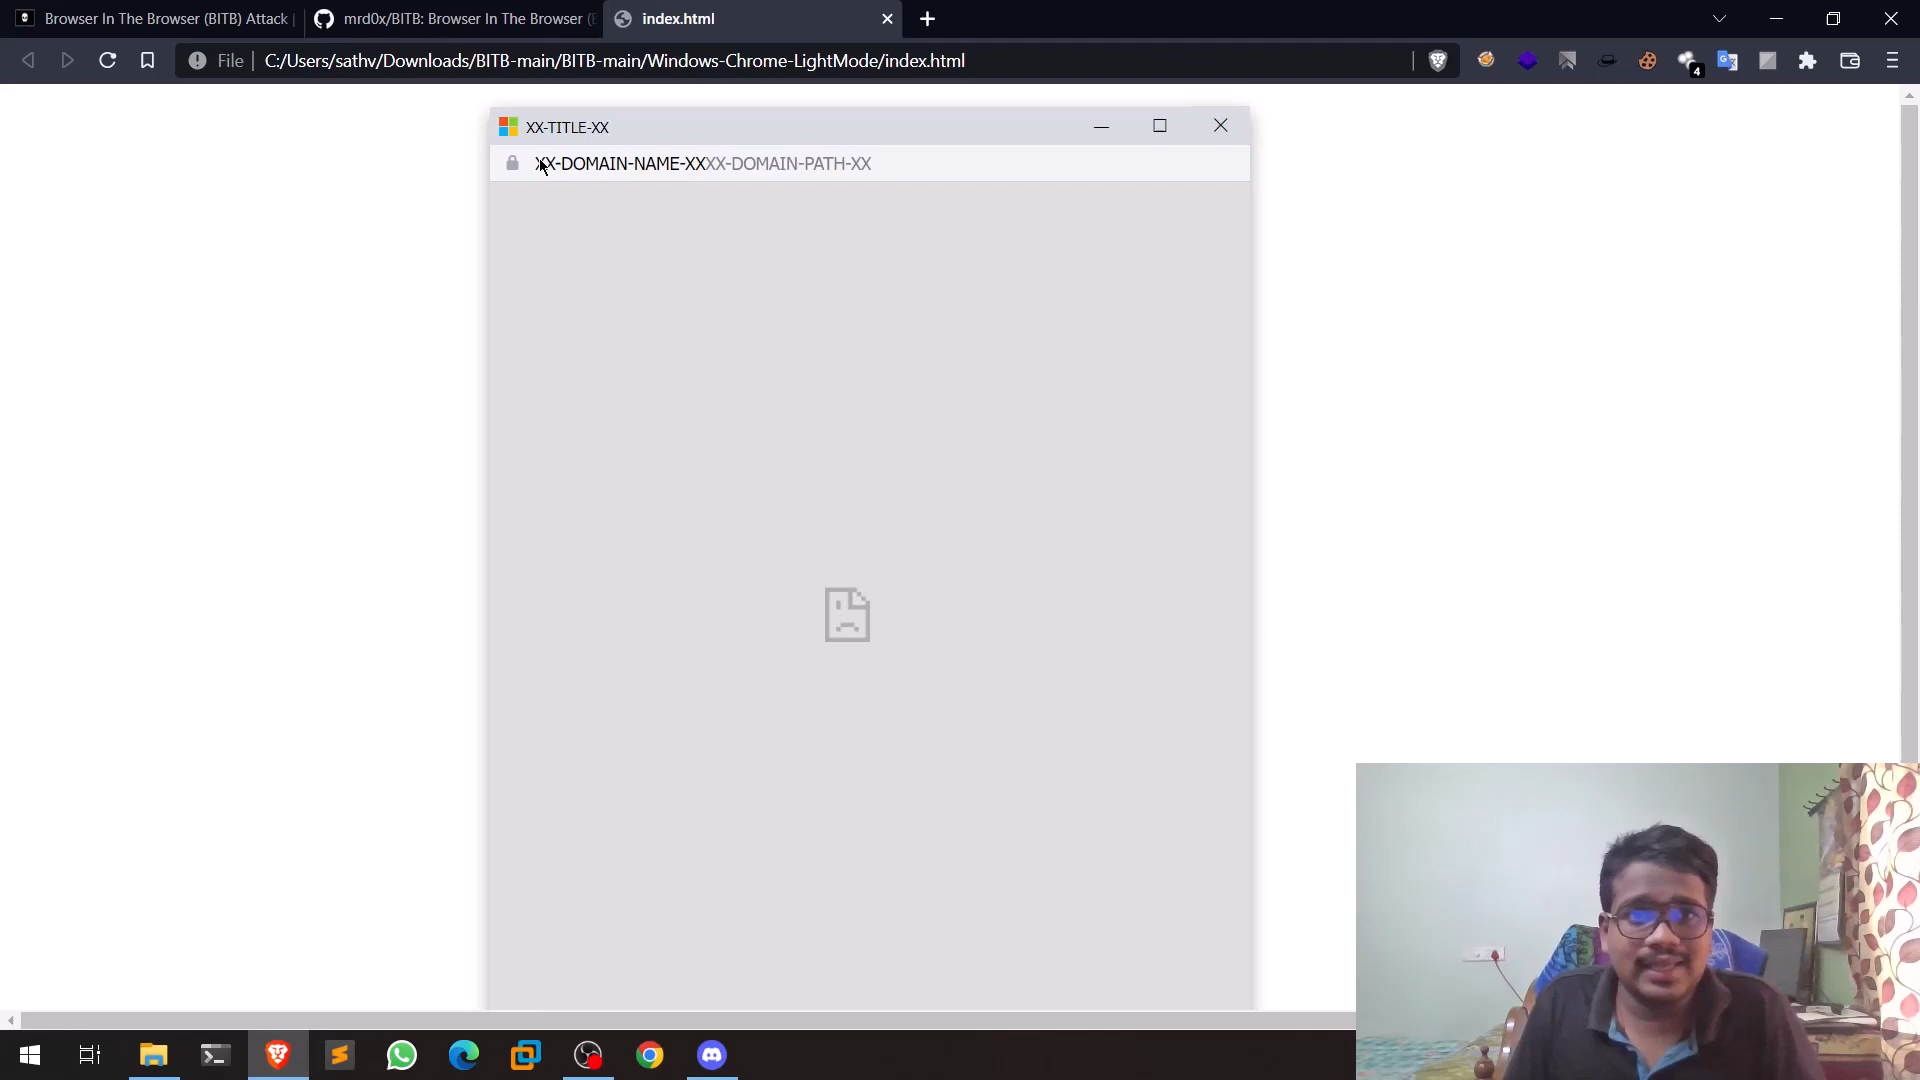 Browser In The Browser (BITB) Attack
mrd0x/BITB: Browser In The Browser (
index.html
File
C:/Users/sathv/Downloads/BITB-main/BITB-main/Windows-Chrome-LightMode/index.html
4
XX-TITLE-XX
XX-DOMAIN-NAME-XXXX-DOMAIN-PATH-XX